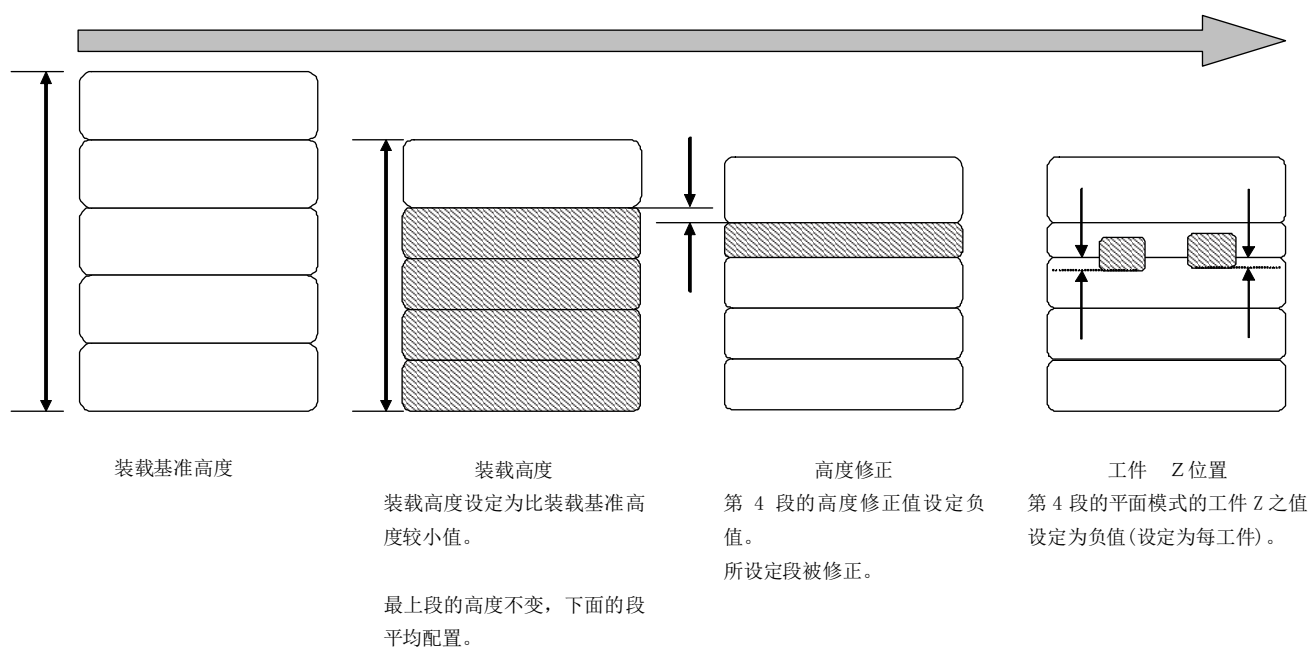 装载基准高度
装载高度
装载高度设定为比装载基准高
度较小值。
最上段的高度不变，下面的段
平均配置。
高度修正
第 4 段的高度修正值设定负
值。
所设定段被修正。
工件 Z位置
第4段的平面模式的工件Z之值
设定为负值(设定为每工件)。